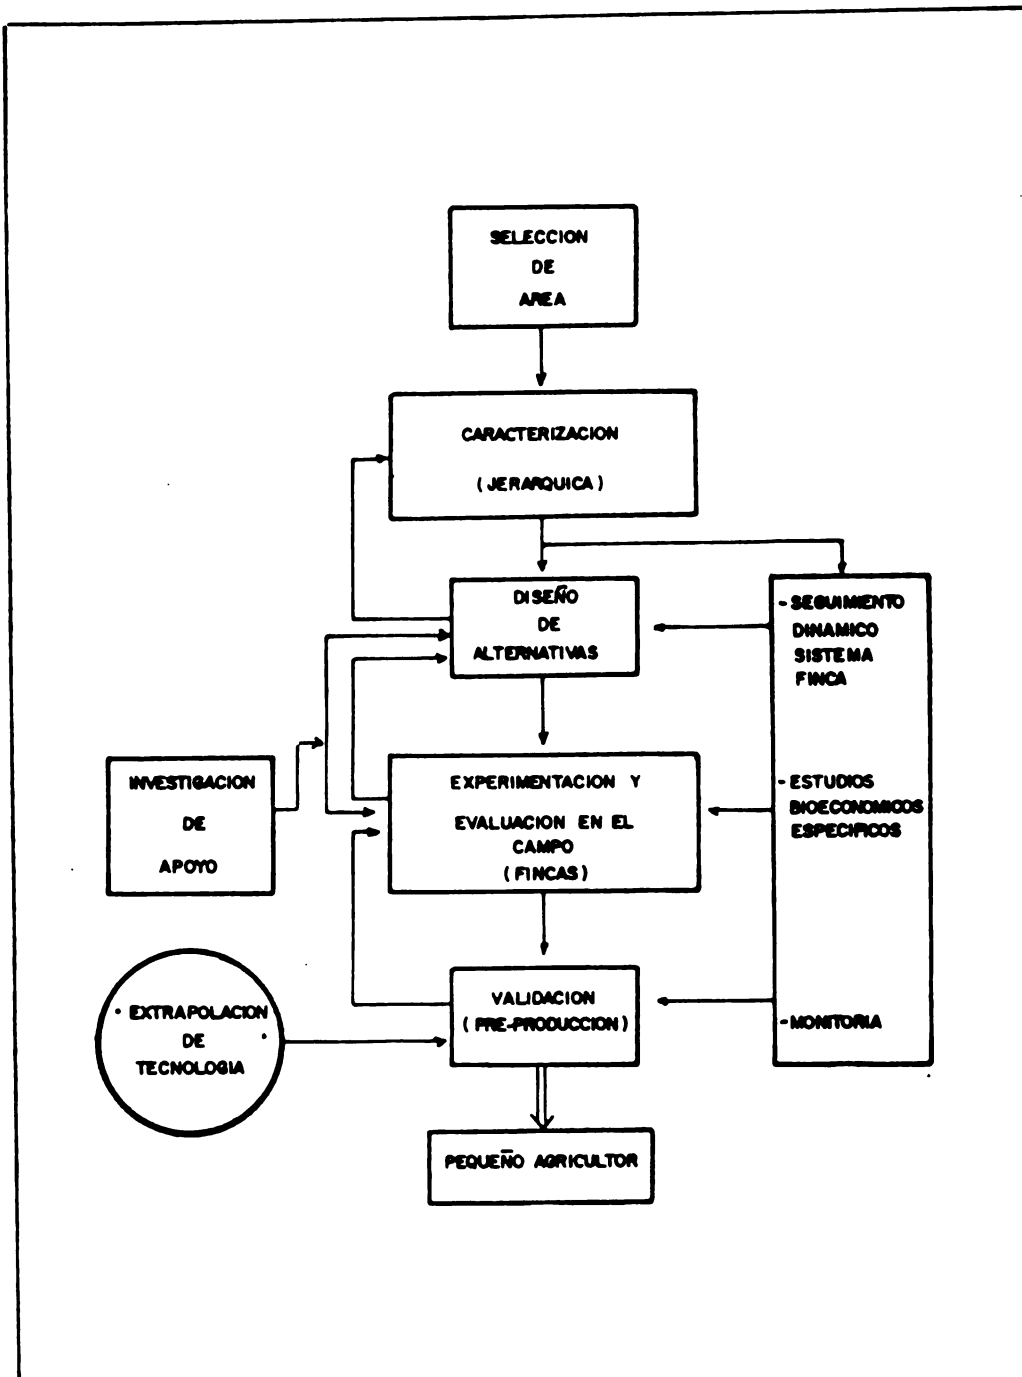 SELECCION
DE
AREA
CARACTERIZACION
( JERARQUICA )
DISEÑO
DE
ALTERNATIVAS
- SEGUIMIENTO
DINAMICO
SISTEMA
FINCA
INVESTIGACION
DE
APOYO
EXPERIMENTACION Y
EVALUACION EN EL
CAMPO
( FINCAS )
- ESTUDIOS
BIOECONOMICOS
ESPECIFICOS
EXTRAPOLACION
DE
TECNOLOGIA
VALIDACION
( PRE-PRODUCCION )
- MONITORIA
PEQUEÑO AGRICULTOR